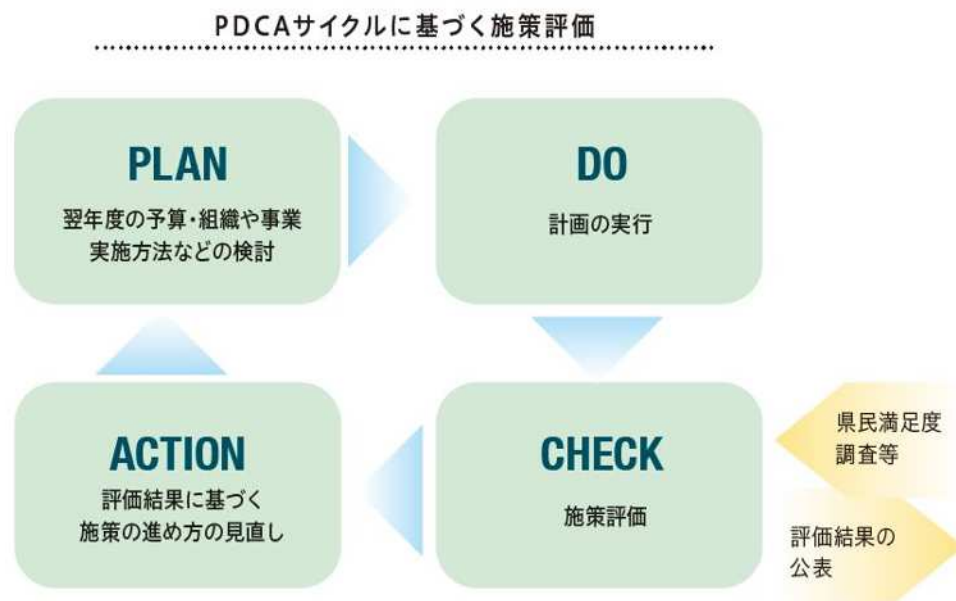 PDCAサイクルに基づく施策評価
PLAN
翌年度の予算・組織や事業
実施方法などの検討
DO
計画の実行
ACTION
評価結果に基づく
施策の進め方の見直し
CHECK
施策評価
県民満足度
調査等
評価結果の
公表